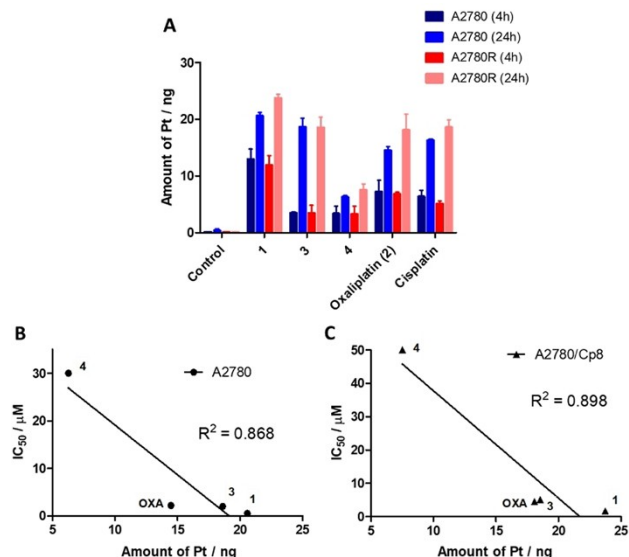 A
A2780 (4h)
A2780 (24h)
A2780R (4h)
A2780R (24h)
Amount of Pt / ng
30
20
10
0
Control
1
3
4
Oxaliplatin (2)
Cisplatin
B
A2780
R² = 0.868
IC₅₀ / µM
30
20
10
0
4
OXA
3
1
5 10 15 20 25
Amount of Pt / ng
C
A2780/Cp8
R² = 0.898
IC₅₀ / µM
50
40
30
20
10
0
4
OXA
3
1
5 10 15 20 25
Amount of Pt / ng